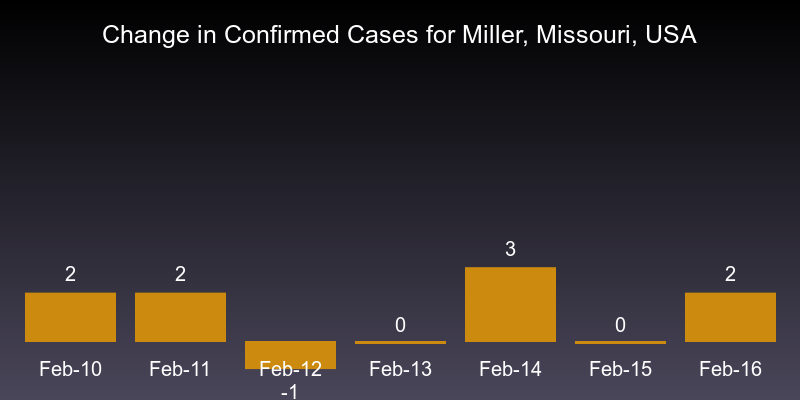 Change in Confirmed Cases for Miller, Missouri, USA
3
2 2 2
0 0
Feb-10 Feb-11 Feb-12 Feb-13 Feb-14 Feb-15 Feb-16
-1